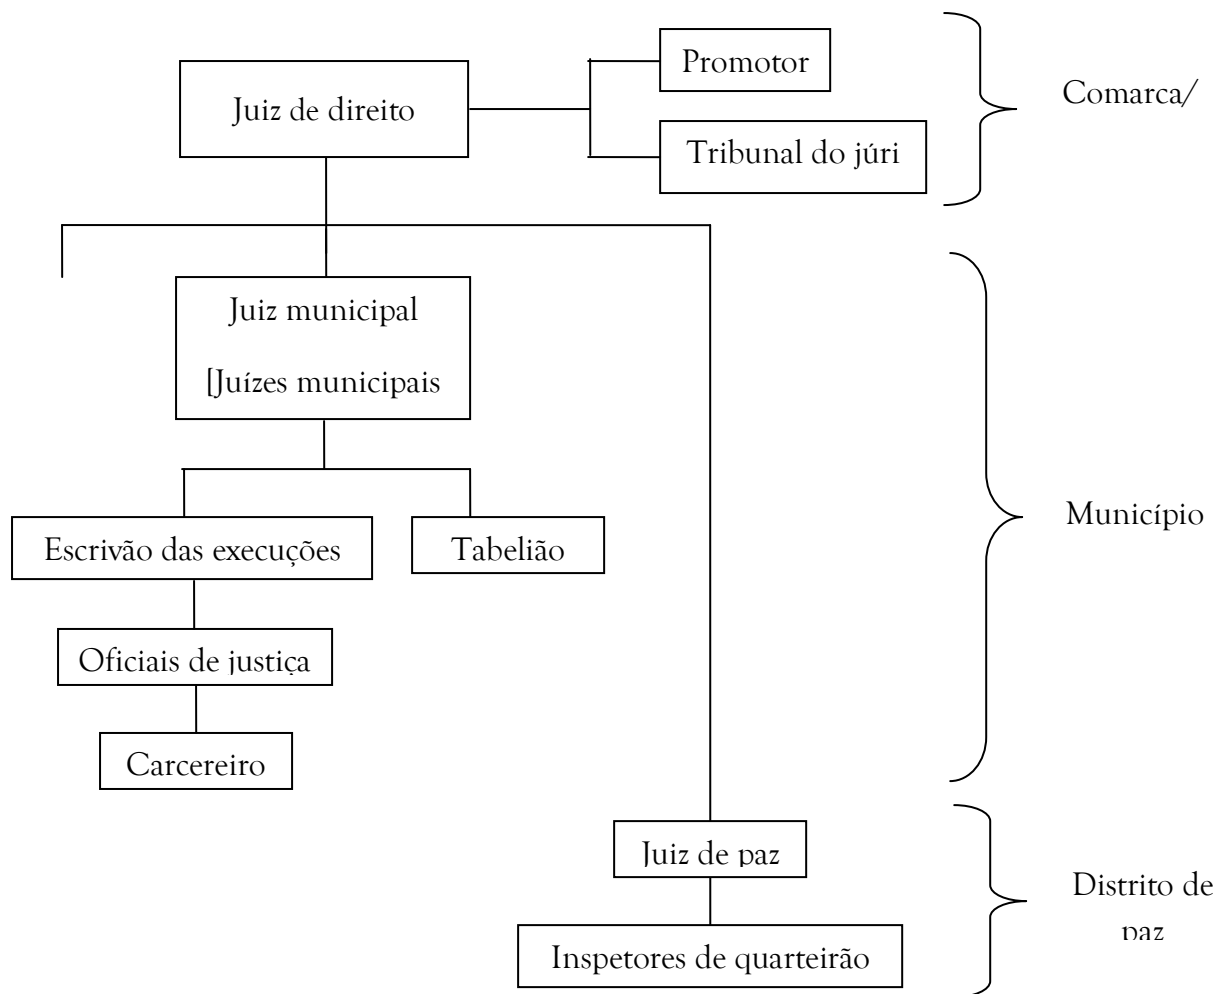 Promotor
Comarca/
Juiz de direito
Tribunal do júri
Juiz municipal
[Juízes municipais
Município
Escrivão das execuções
Tabelião
Oficiais de justiça
Carcereiro
Juiz de paz
Distrito de
paz
Inspetores de quarteirão